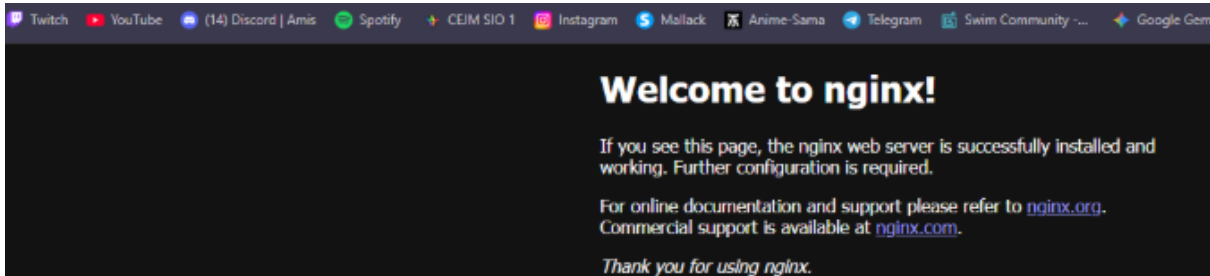 Twitch YouTube (14) Discord | Amis Spotify CEJM SIO 1 Instagram Mallack Anime-Sama Telegram Swim Community -... Google Gem
Welcome to nginx!
If you see this page, the nginx web server is successfully installed and
working. Further configuration is required.
For online documentation and support please refer to nginx.org.
Commercial support is available at nginx.com.
Thank you for using nginx.